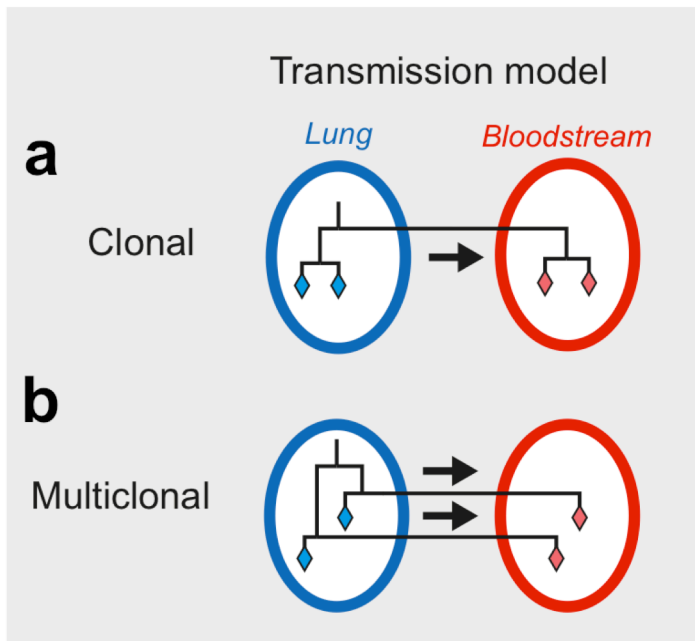 Transmission model
a
Lung
Bloodstream
Clonal
b
Multiclonal